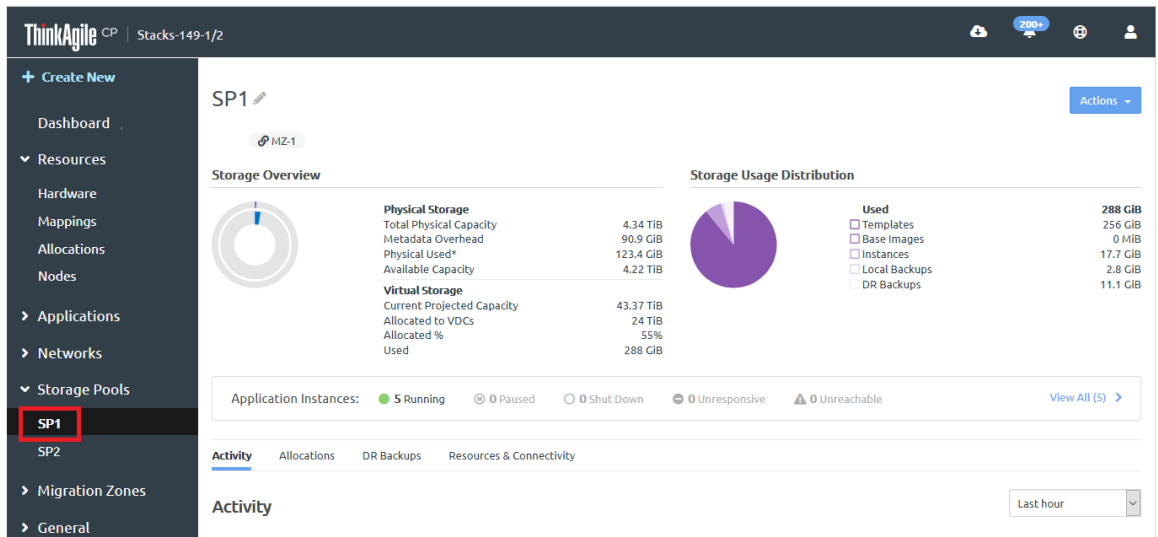 ThinkAgile CP | Stacks-149-1/2
200+
+ Create New
Dashboard
Resources
Hardware
Mappings
Allocations
Nodes
Applications
Networks
Storage Pools
SP1
SP2
Migration Zones
General
SP1
Actions
MZ-1
Storage Overview
Physical Storage
Total Physical Capacity 4.34 TiB
Metadata Overhead 90.9 GiB
Physical Used* 123.4 GiB
Available Capacity 4.22 TiB
Virtual Storage
Current Projected Capacity 43.37 TiB
Allocated to VDCs 24 TiB
Allocated % 55%
Used 288 GiB
Storage Usage Distribution
Used 288 GiB
Templates 256 GiB
Base Images 0 MiB
Instances 17.7 GiB
Local Backups 2.8 GiB
DR Backups 11.1 GiB
Application Instances: 5 Running 0 Paused 0 Shut Down 0 Unresponsive 0 Unreachable View All (5)
Activity Allocations DR Backups Resources & Connectivity
Activity Last hour